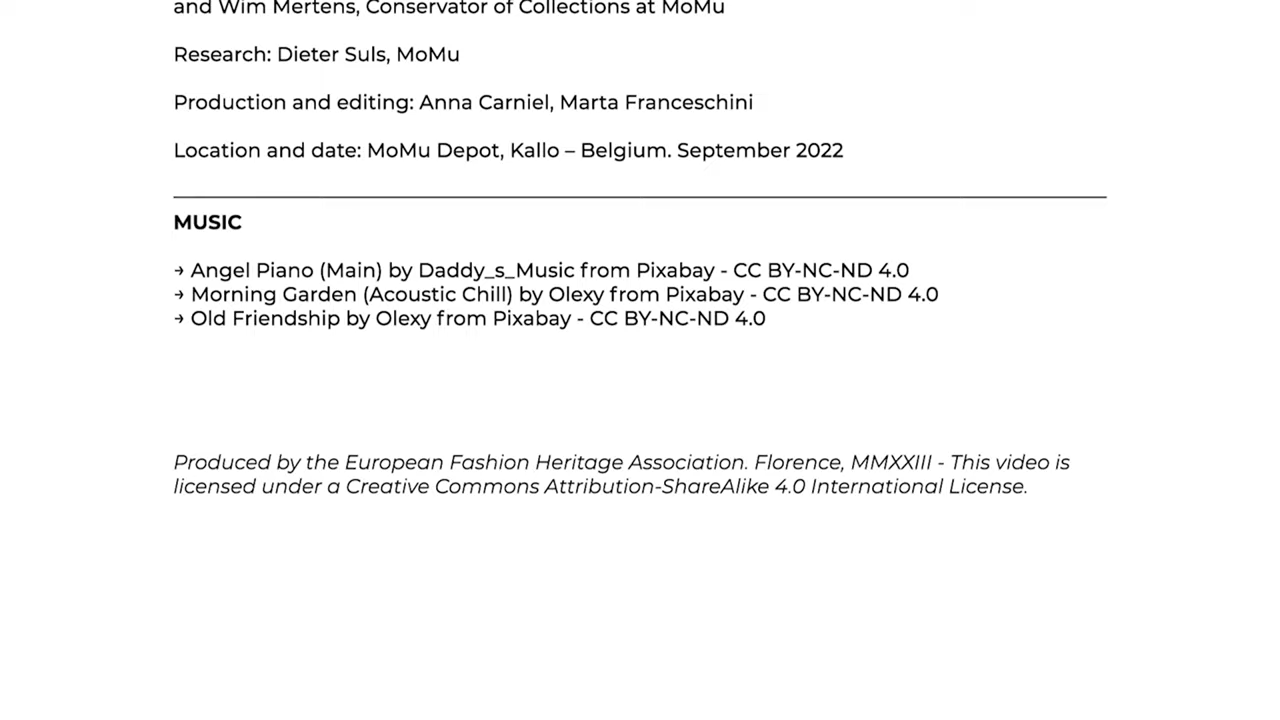 and Wim Mertens, Conservator of Collections at MoMu
Research: Dieter Suls, MoMu
Production and editing: Anna Carniel, Marta Franceschini
Location and date: MoMu Depot, Kallo – Belgium. September 2022
MUSIC
→ Angel Piano (Main) by Daddy_s_Music from Pixabay - CC BY-NC-ND 4.0
→ Morning Garden (Acoustic Chill) by Olexy from Pixabay - CC BY-NC-ND 4.0
→ Old Friendship by Olexy from Pixabay - CC BY-NC-ND 4.0
Produced by the European Fashion Heritage Association. Florence, MMXXIII - This video is
licensed under a Creative Commons Attribution-ShareAlike 4.0 International License.